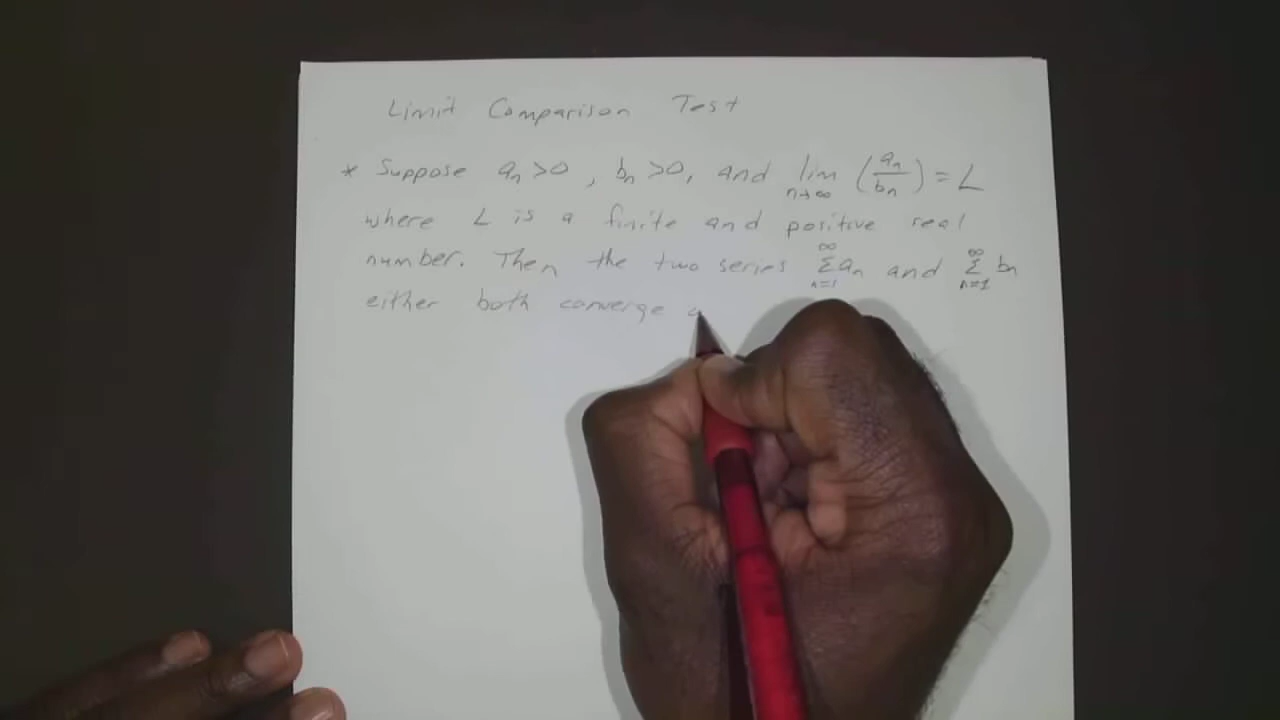 Limit Comparison Test
* Suppose aₙ>0, bₙ>0, and lim n→∞ (aₙ/bₙ) = L
where L is a finite and positive real
number. Then the two series ∞ Σ n=1 aₙ and ∞ Σ n=1 bₙ
either both converge